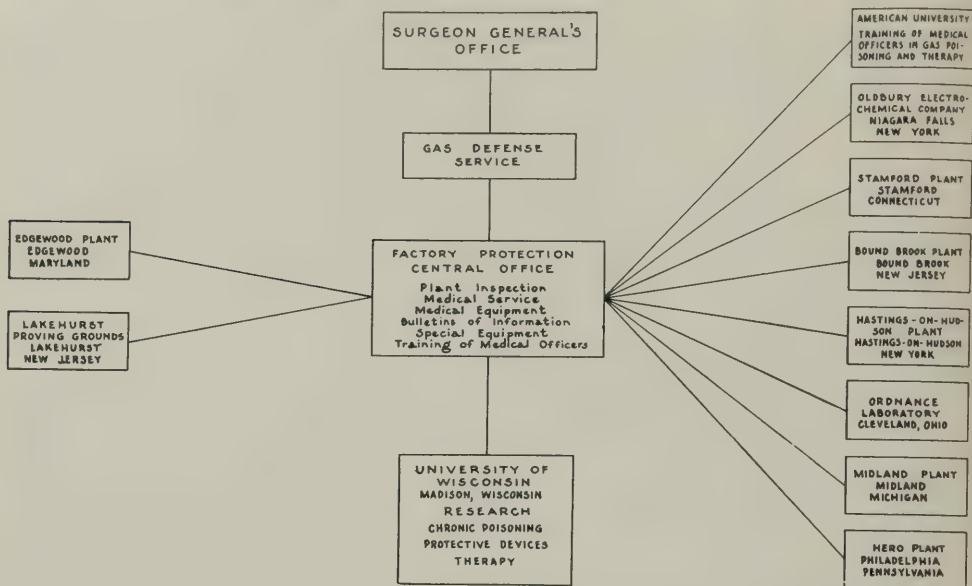 SURGEON GENERAL'S
OFFICE
GAS DEFENSE
SERVICE
FACTORY PROTECTION
CENTRAL OFFICE
Plant Inspection
Medical Service
Medical Equipment
Bulletins of Information
Special Equipment
Training of Medical Officers
UNIVERSITY OF
WISCONSIN
MADISON, WISCONSIN
RESEARCH
CHRONIC POISONING
PROTECTIVE DEVICES
THERAPY
EDGEWOOD PLANT
EDGEWOOD
MARYLAND
LAKEHURST
PROVING GROUNDS
LAKEHURST
NEW JERSEY
AMERICAN UNIVERSITY
TRAINING OF MEDICAL
OFFICERS IN GAS POI-
SONING AND THERAPY
OLDBURY ELECTRO-
CHEMICAL COMPANY
NIAGARA FALLS
NEW YORK
STAMFORD PLANT
STAMFORD
CONNECTICUT
BOUND BROOK PLANT
BOUND BROOK
NEW JERSEY
HASTINGS-ON-HUD-
SON PLANT
HASTINGS-ON-HUDSON
NEW YORK
ORDNANCE
LABORATORY
CLEVELAND, OHIO
MIDLAND PLANT
MIDLAND
MICHIGAN
HERO PLANT
PHILADELPHIA
PENNSYLVANIA